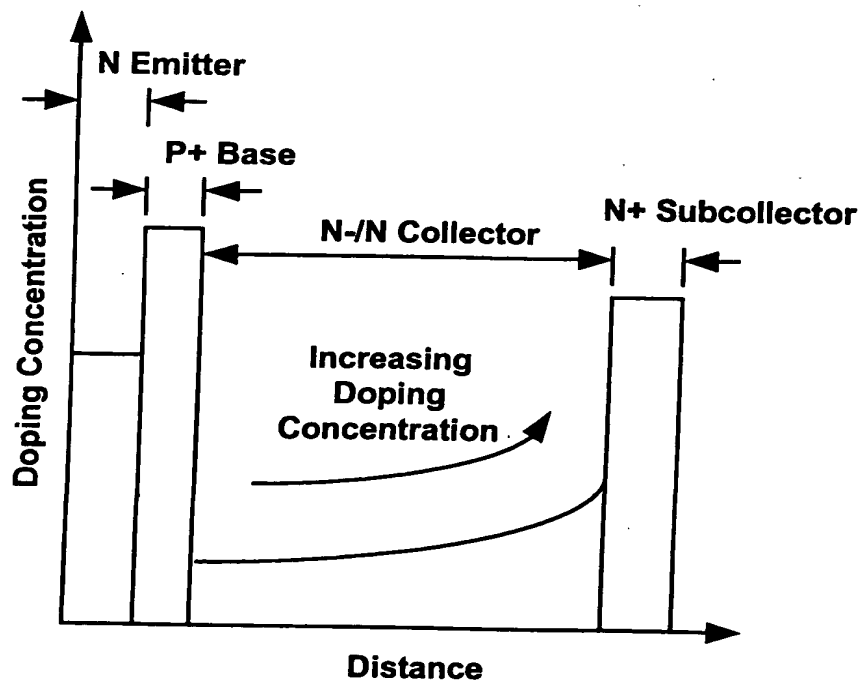 N Emitter
P+ Base
N+ Subcollector
N-/N Collector
Increasing
Doping
Concentration
Doping Concentration
Distance